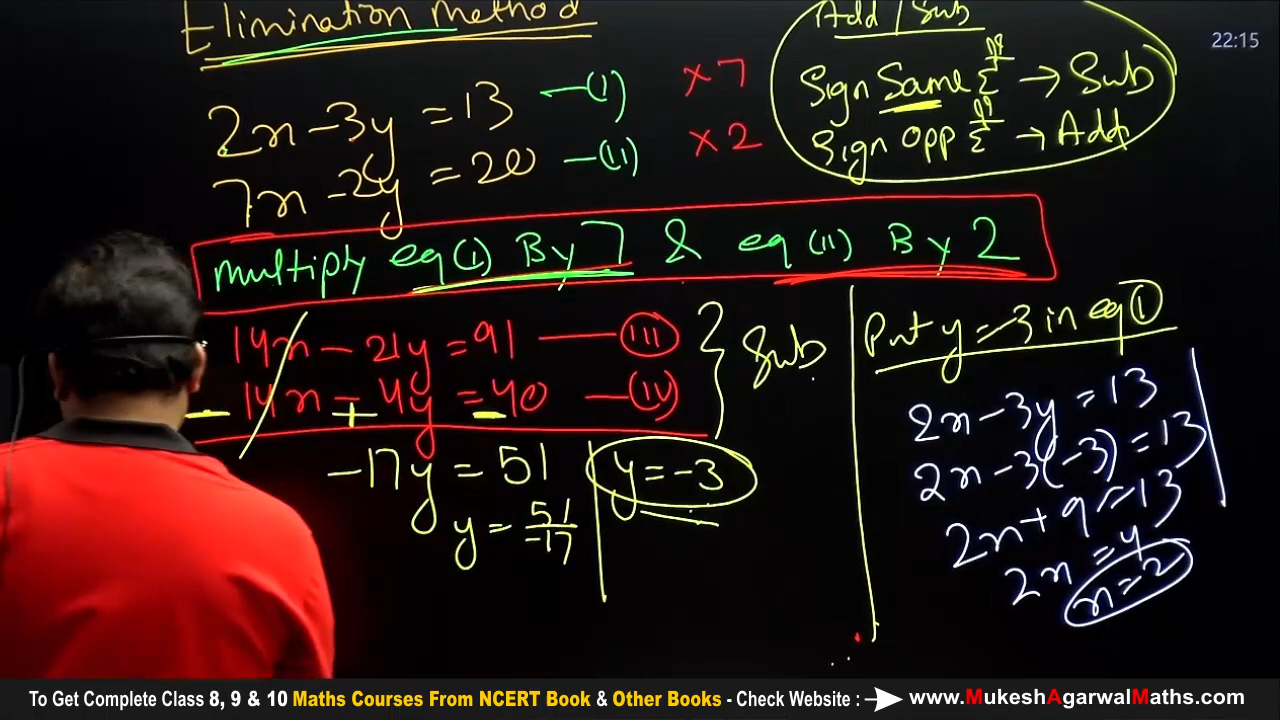 Elimination Method
2x - 3y = 13 — (I)   × 7
7x - 2y = 20 — (II)   × 2
Add / Sub
Sign Same → Sub
Sign opp → Add
22:15
Multiply eq (I) By 7 & eq (II) By 2
14x - 21y = 91 — (III)
14x - 4y = 40 — (IV)
- + -
Sub
-17y = 51
y = 51/-17
y = -3
Put y = -3 in eq (I)
2x - 3y = 13
2x - 3(-3) = 13
2x + 9 = 13
2x = 4
x = 2
To Get Complete Class 8, 9 & 10 Maths Courses From NCERT Book & Other Books - Check Website : www.MukeshAgarwalMaths.com